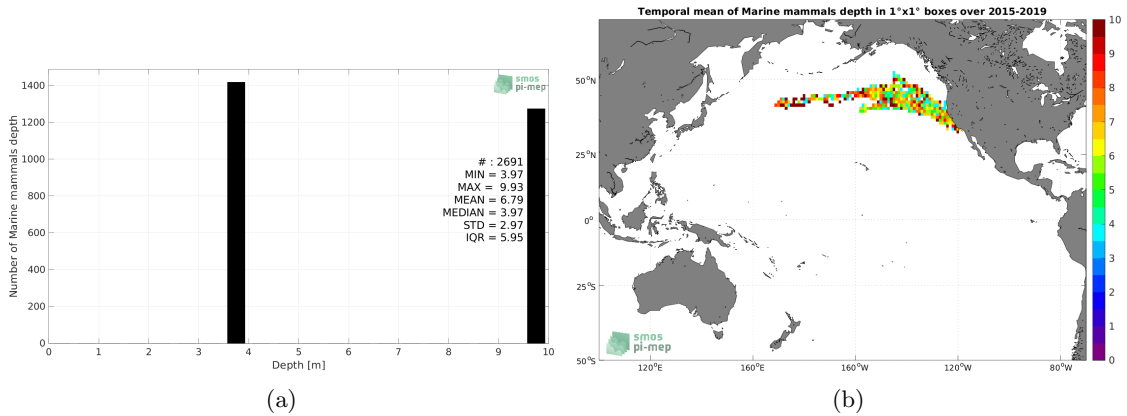 Number of Marine mammals depth
1400
1200
1000
800
600
400
200
0
smos
pi-mep
# : 2691
MIN = 3.97
MAX = 9.93
MEAN = 6.79
MEDIAN = 3.97
STD = 2.97
IQR = 5.95
0 1 2 3 4 5 6 7 8 9 10
Depth [m]
(a)
Temporal mean of Marine mammals depth in 1°x1° boxes over 2015-2019
50°N
25°N
0°
25°S
50°S
120°E 160°E 160°W 120°W 80°W
smos
pi-mep
10
9
8
7
6
5
4
3
2
1
0
(b)